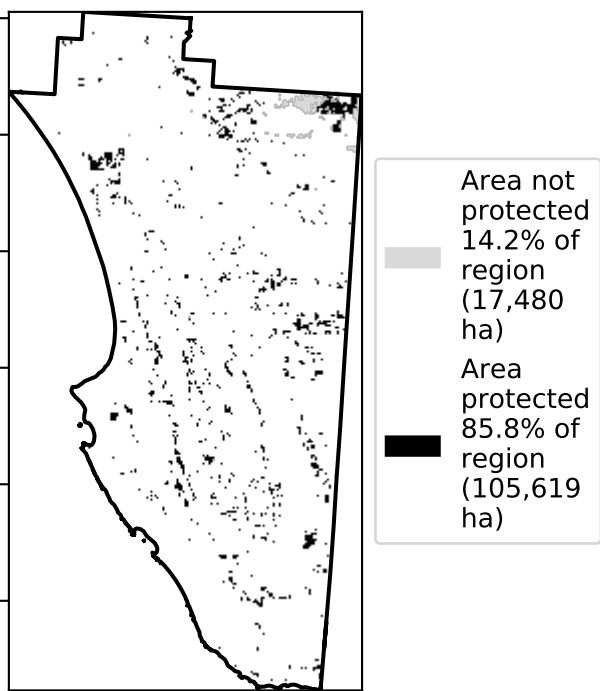 Area not
protected
14.2% of
region
(17,480
ha)
Area
protected
85.8% of
region
(105,619
ha)